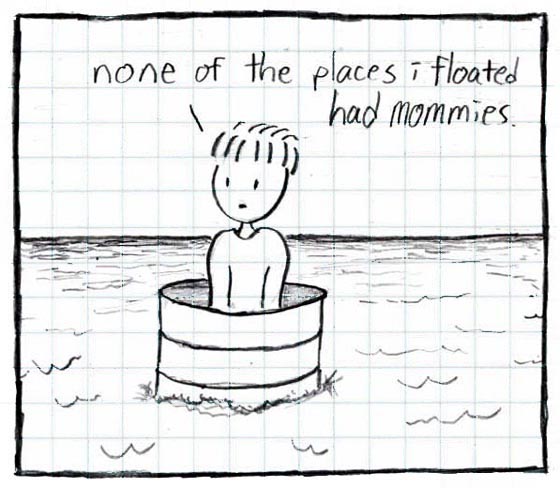 none of the places i floated
had mommies.